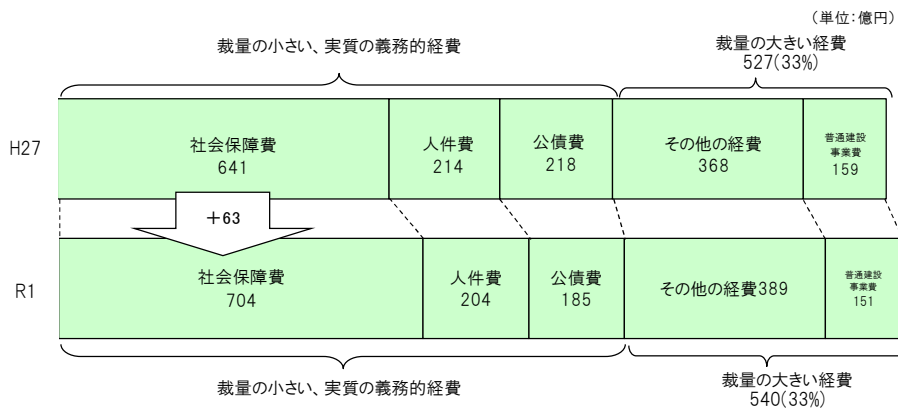 （単位：億円）
裁量の小さい、実質の義務的経費
裁量の大きい経費
527(33%)
H27
社会保障費
641
人件費
214
公債費
218
その他の経費
368
普通建設
事業費
159
＋63
R1
社会保障費
704
人件費
204
公債費
185
その他の経費389
普通建設
事業費
151
裁量の小さい、実質の義務的経費
裁量の大きい経費
540(33%)